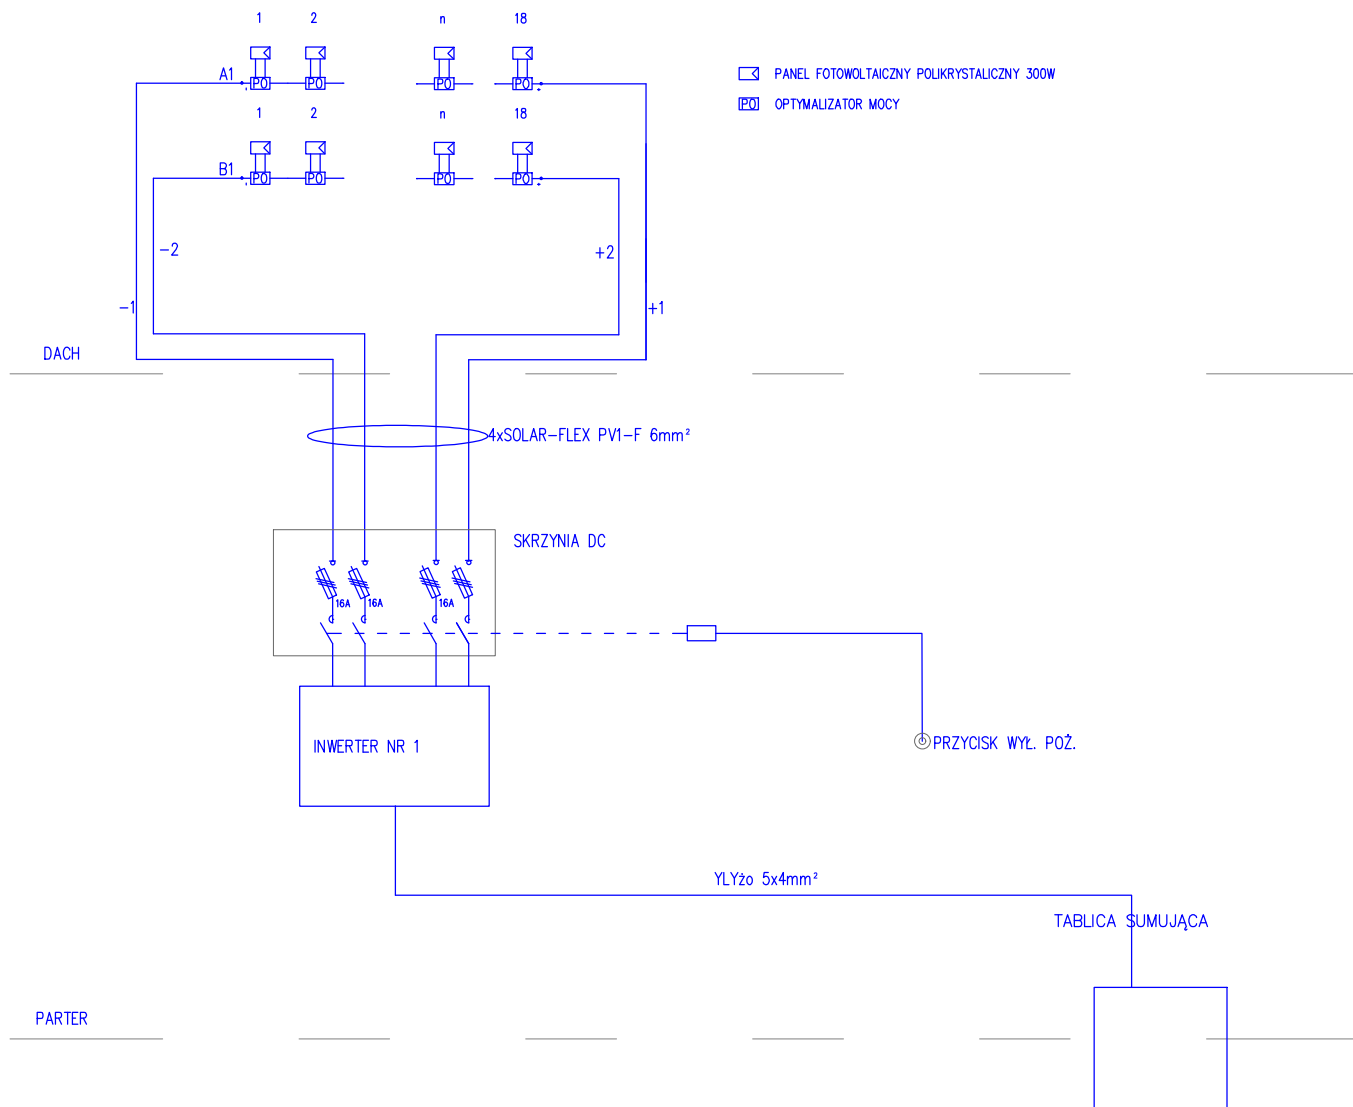 1 2 n 18
A1 PO PO PO PO
1 2 n 18
B1 PO PO PO PO
PANEL FOTOWOLTAICZNY POLIKRYSTALICZNY 300W
PO OPTYMALIZATOR MOCY
-2 +2
-1 +1
DACH
4xSOLAR-FLEX PV1-F 6mm²
SKRZYNIA DC
16A 16A 16A
INWERTER NR 1
PRZYCISK WYŁ. POŻ.
YLYżo 5x4mm²
TABLICA SUMUJĄCA
PARTER